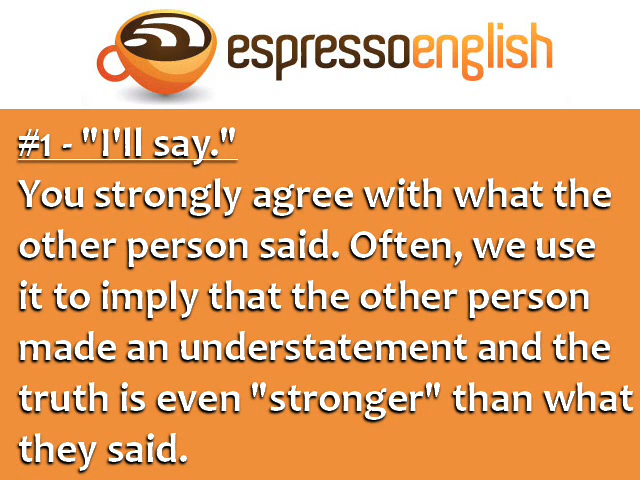 espressoenglish
#1 - "I'll say."
You strongly agree with what the
other person said. Often, we use
it to imply that the other person
made an understatement and the
truth is even "stronger" than what
they said.